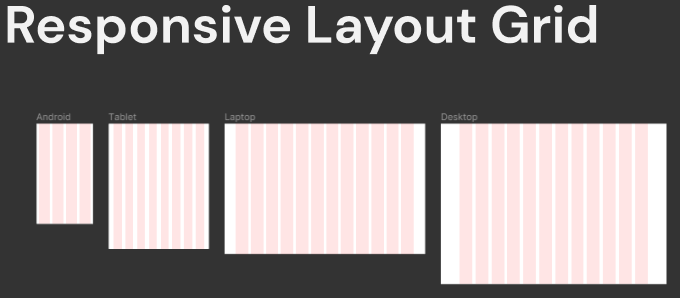 Responsive Layout Grid
Android
Tablet
Laptop
Desktop